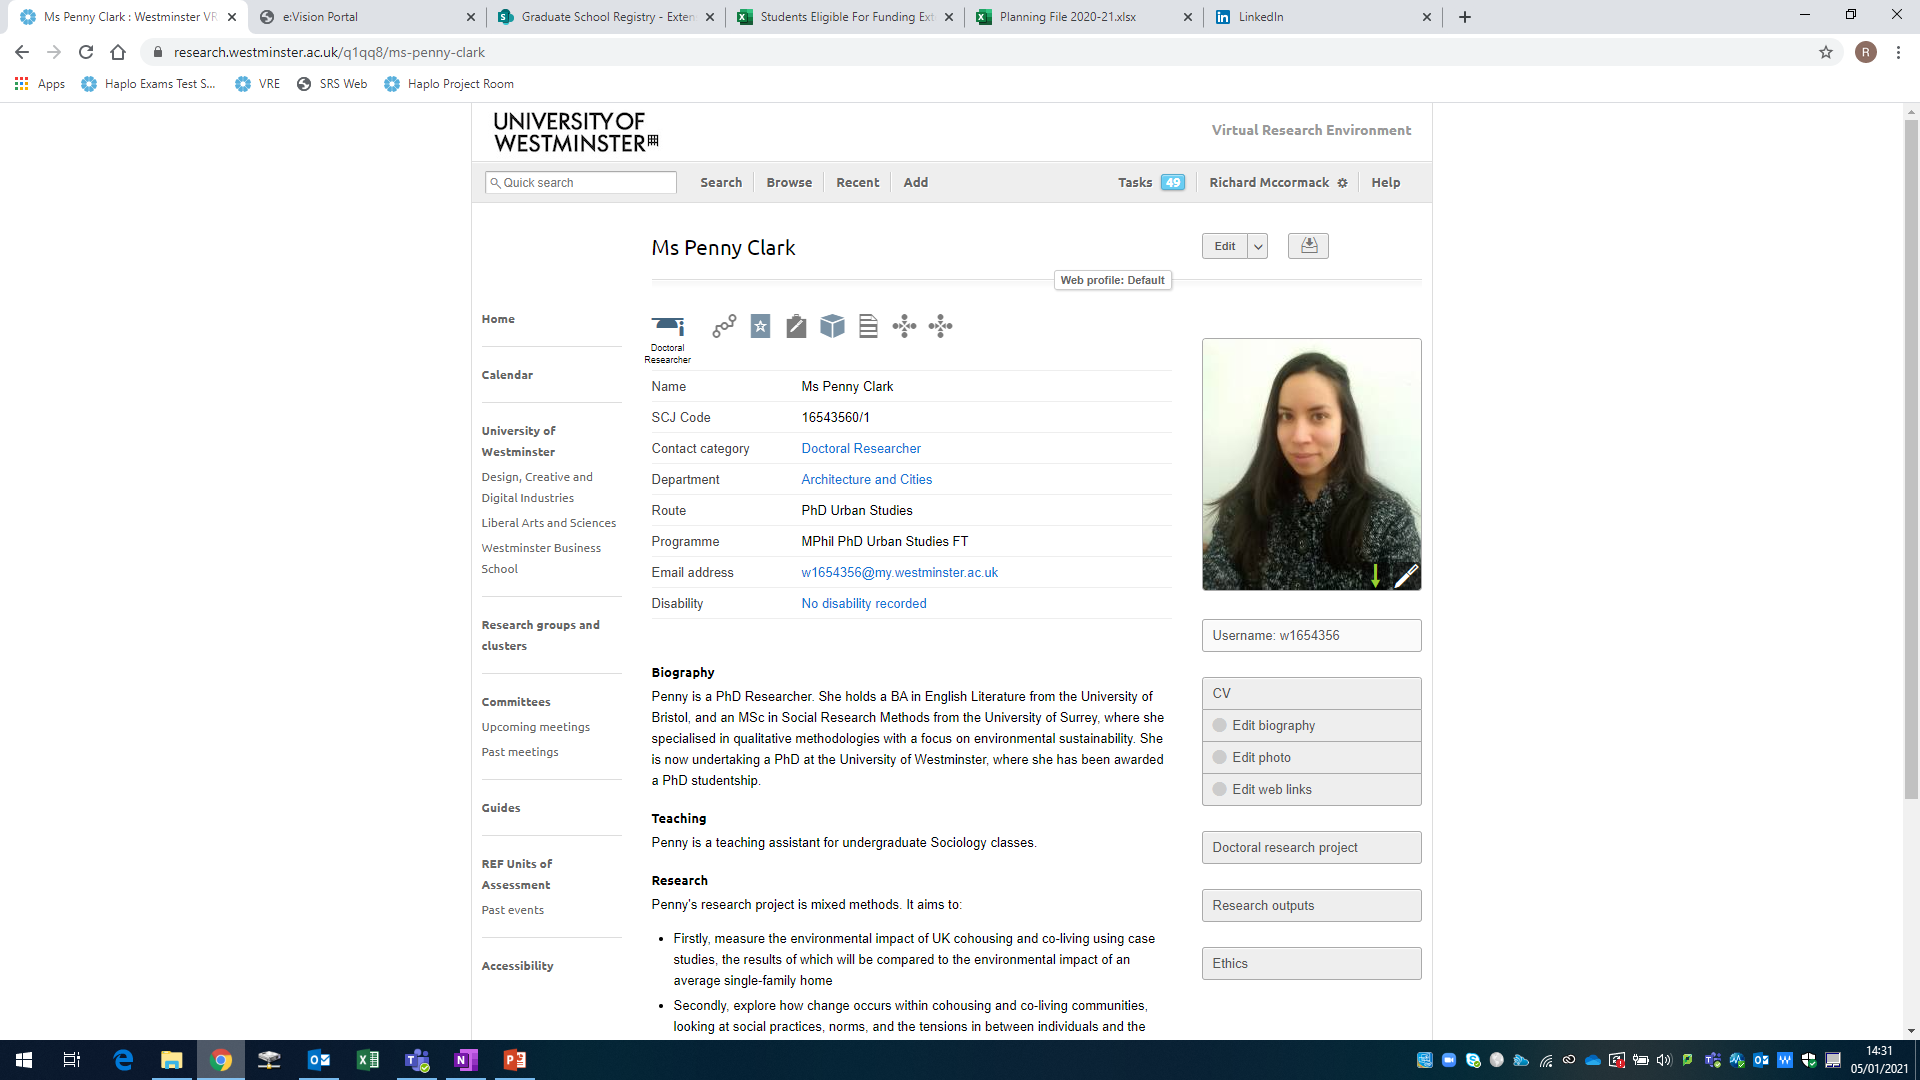 Ms Penny Clark : Westminster VR
e:Vision Portal
Graduate School Registry - Exten
Students Eligible For Funding Ext
Planning File 2020-21.xlsx
LinkedIn
research.westminster.ac.uk/q1qq8/ms-penny-clark
R
Apps
Haplo Exams Test S...
VRE
SRS Web
Haplo Project Room
UNIVERSITY OF
WESTMINSTER
Virtual Research Environment
Quick search
Search
Browse
Recent
Add
Tasks 49
Richard Mccormack
Help
Ms Penny Clark
Edit
Web profile: Default
Home
Calendar
University of
Westminster
Design, Creative and
Digital Industries
Liberal Arts and Sciences
Westminster Business
School
Research groups and
clusters
Committees
Upcoming meetings
Past meetings
Guides
REF Units of
Assessment
Past events
Accessibility
Doctoral
Researcher
Name Ms Penny Clark
SCJ Code 16543560/1
Contact category Doctoral Researcher
Department Architecture and Cities
Route PhD Urban Studies
Programme MPhil PhD Urban Studies FT
Email address w1654356@my.westminster.ac.uk
Disability No disability recorded
Biography
Penny is a PhD Researcher. She holds a BA in English Literature from the University of
Bristol, and an MSc in Social Research Methods from the University of Surrey, where she
specialised in qualitative methodologies with a focus on environmental sustainability. She
is now undertaking a PhD at the University of Westminster, where she has been awarded
a PhD studentship.
Teaching
Penny is a teaching assistant for undergraduate Sociology classes.
Research
Penny's research project is mixed methods. It aims to:
• Firstly, measure the environmental impact of UK cohousing and co-living using case
studies, the results of which will be compared to the environmental impact of an
average single-family home
• Secondly, explore how change occurs within cohousing and co-living communities,
looking at social practices, norms, and the tensions in between individuals and the
Username: w1654356
CV
Edit biography
Edit photo
Edit web links
Doctoral research project
Research outputs
Ethics
14:31
05/01/2021